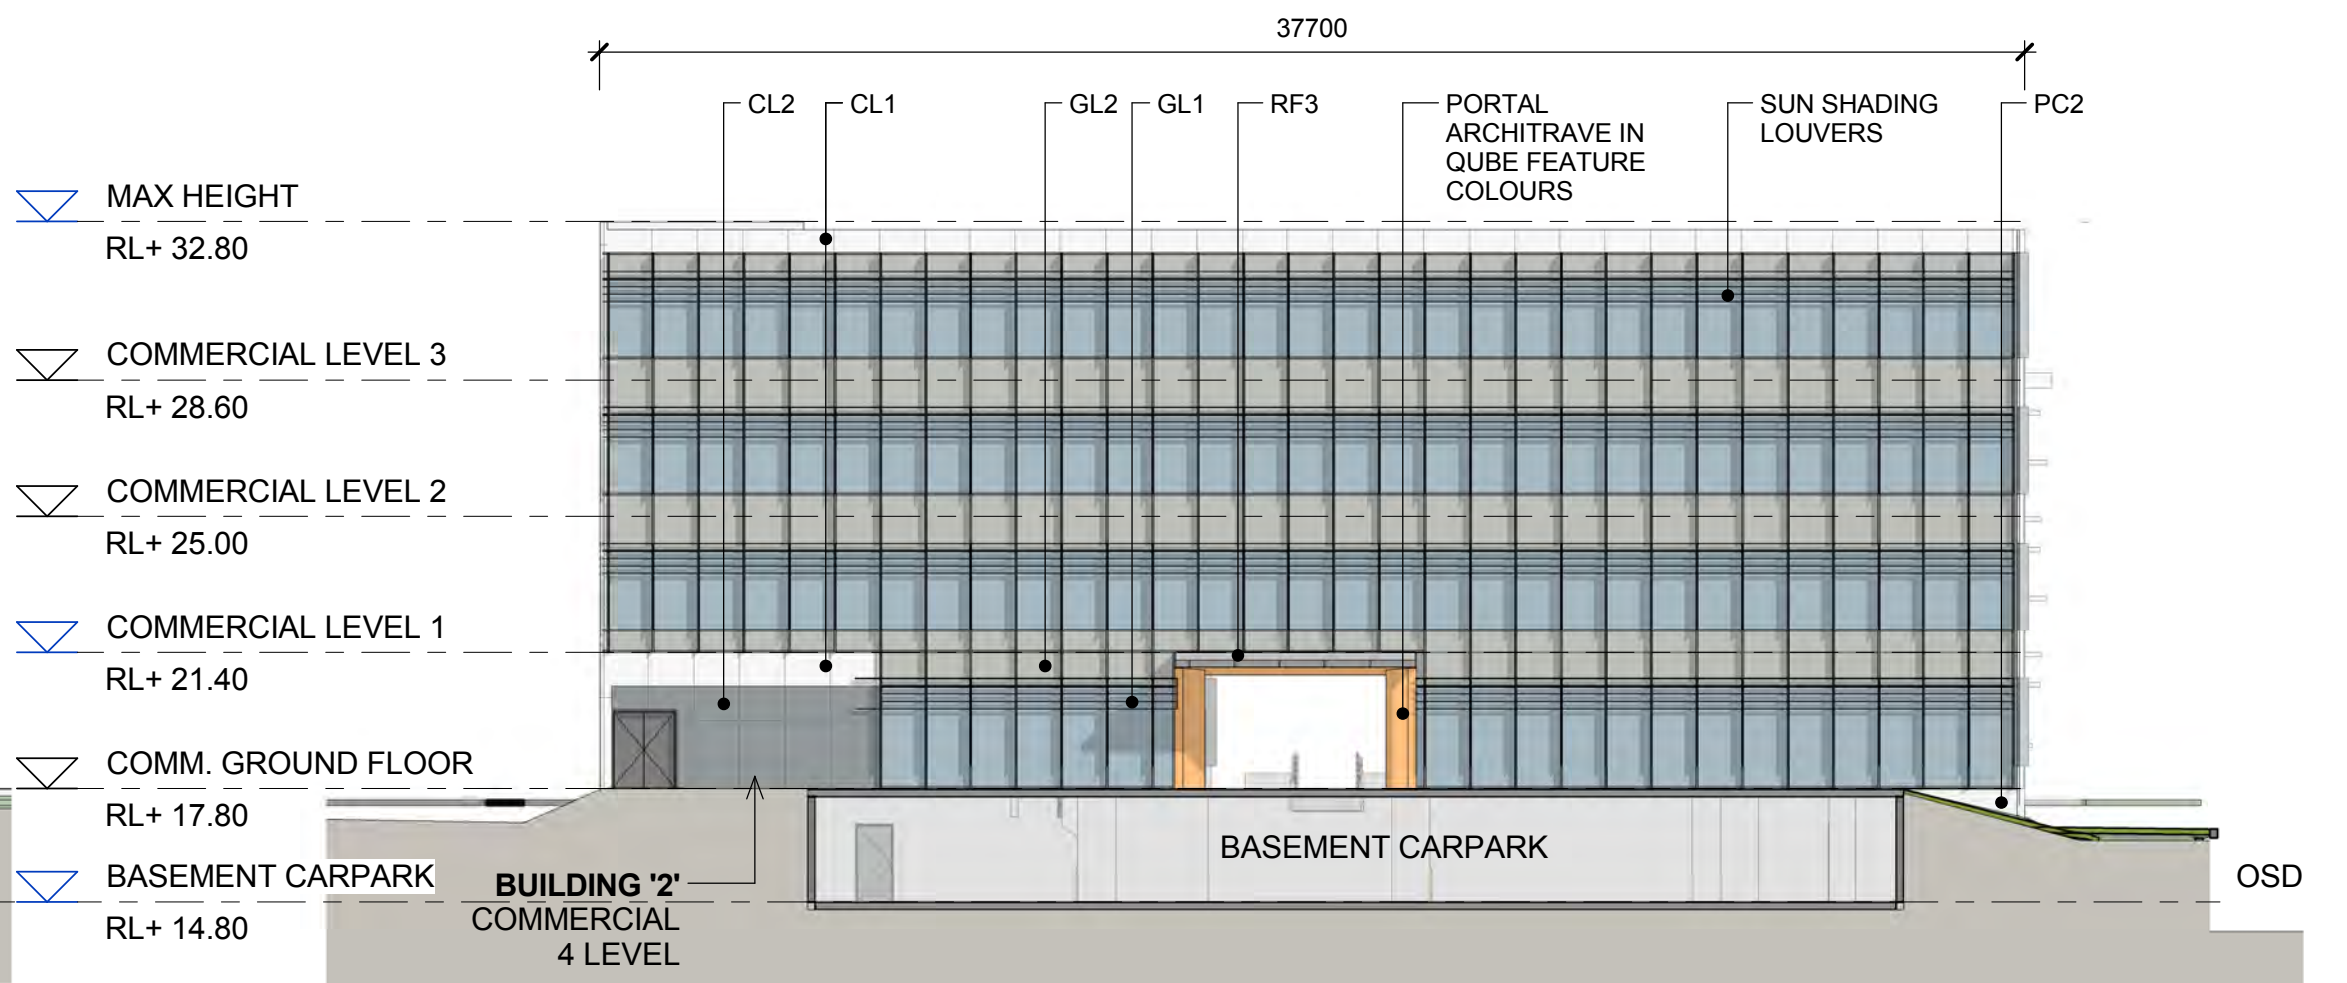 37700
CL2
CL1
GL2
GL1
RF3
PORTAL
ARCHITRAVE IN
QUBE FEATURE
COLOURS
SUN SHADING
LOUVERS
PC2
MAX HEIGHT
RL+ 32.80
COMMERCIAL LEVEL 3
RL+ 28.60
COMMERCIAL LEVEL 2
RL+ 25.00
COMMERCIAL LEVEL 1
RL+ 21.40
COMM. GROUND FLOOR
RL+ 17.80
BASEMENT CARPARK
RL+ 14.80
BUILDING '2'
COMMERCIAL
4 LEVEL
BASEMENT CARPARK
OSD